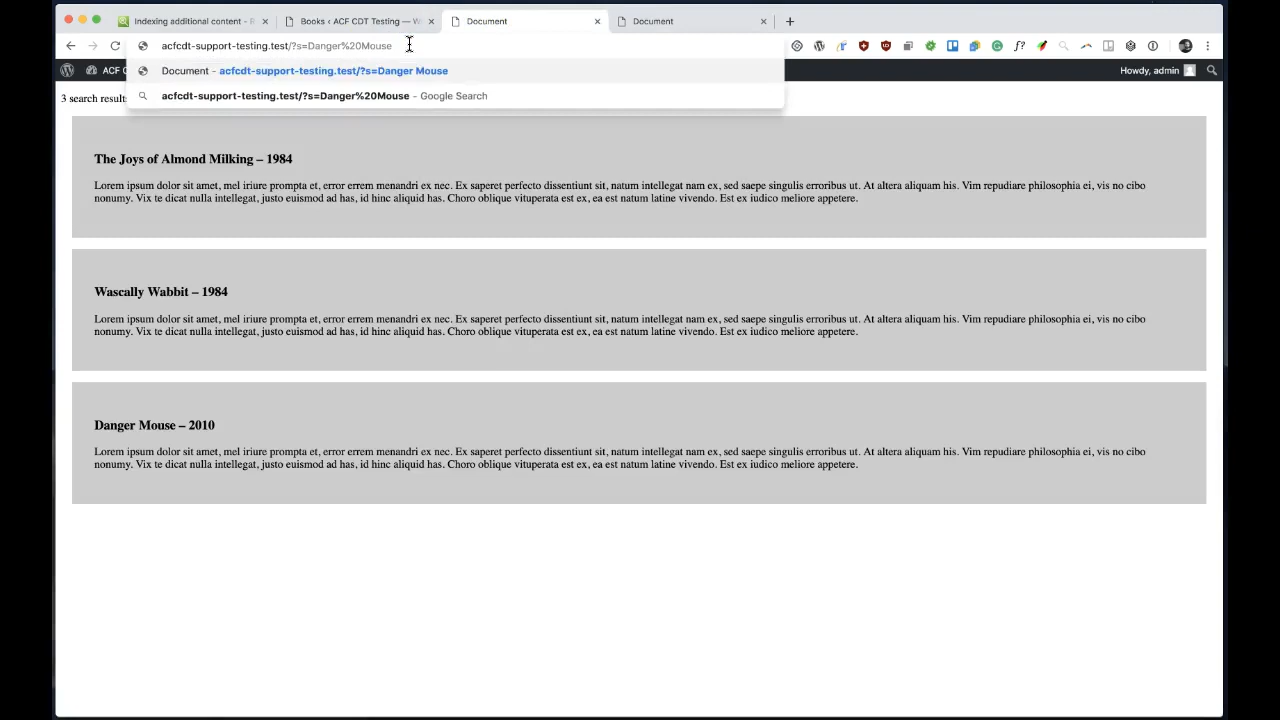 Indexing additional content -
Books ‹ ACF CDT Testing — W
Document
Document
acfcdt-support-testing.test/?s=Danger%20Mouse
Document - acfcdt-support-testing.test/?s=Danger Mouse
acfcdt-support-testing.test/?s=Danger%20Mouse - Google Search
ACF
Howdy, admin
3 search results
The Joys of Almond Milking – 1984
Lorem ipsum dolor sit amet, mel iriure prompta et, error errem menandri ex nec. Ex saperet perfecto dissentiunt sit, natum intellegat nam ex, sed saepe singulis erroribus ut. At altera aliquam his. Vim repudiare philosophia ei, vis no cibo
nonumy. Vix te dicat nulla intellegat, justo euismod ad has, id hinc aliquid has. Choro oblique vituperata est ex, ea est natum latine vivendo. Est ex iudico meliore appetere.
Wascally Wabbit – 1984
Lorem ipsum dolor sit amet, mel iriure prompta et, error errem menandri ex nec. Ex saperet perfecto dissentiunt sit, natum intellegat nam ex, sed saepe singulis erroribus ut. At altera aliquam his. Vim repudiare philosophia ei, vis no cibo
nonumy. Vix te dicat nulla intellegat, justo euismod ad has, id hinc aliquid has. Choro oblique vituperata est ex, ea est natum latine vivendo. Est ex iudico meliore appetere.
Danger Mouse – 2010
Lorem ipsum dolor sit amet, mel iriure prompta et, error errem menandri ex nec. Ex saperet perfecto dissentiunt sit, natum intellegat nam ex, sed saepe singulis erroribus ut. At altera aliquam his. Vim repudiare philosophia ei, vis no cibo
nonumy. Vix te dicat nulla intellegat, justo euismod ad has, id hinc aliquid has. Choro oblique vituperata est ex, ea est natum latine vivendo. Est ex iudico meliore appetere.